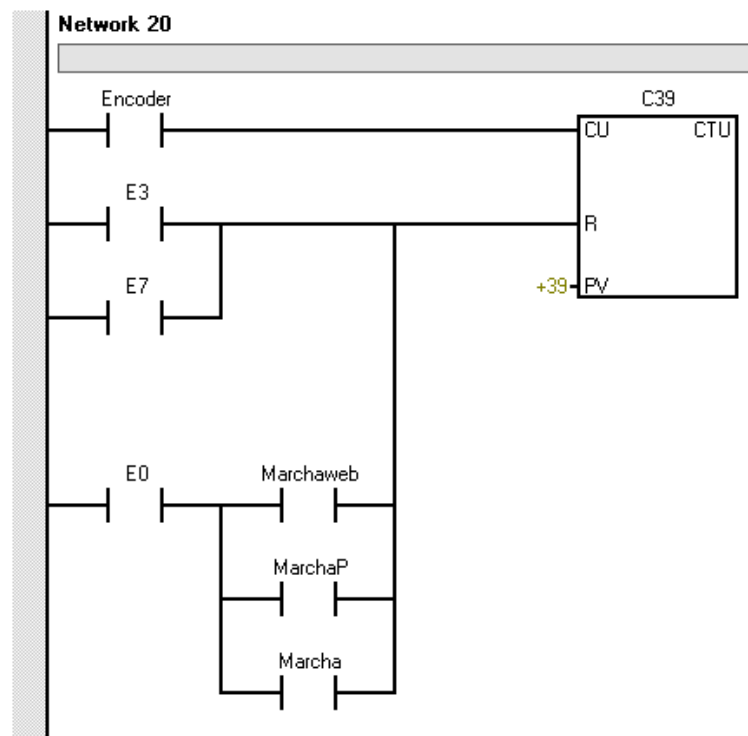 Network 20
Encoder
C39
CU CTU
E3
R
E7
+39 PV
E0 Marchaweb
MarchaP
Marcha